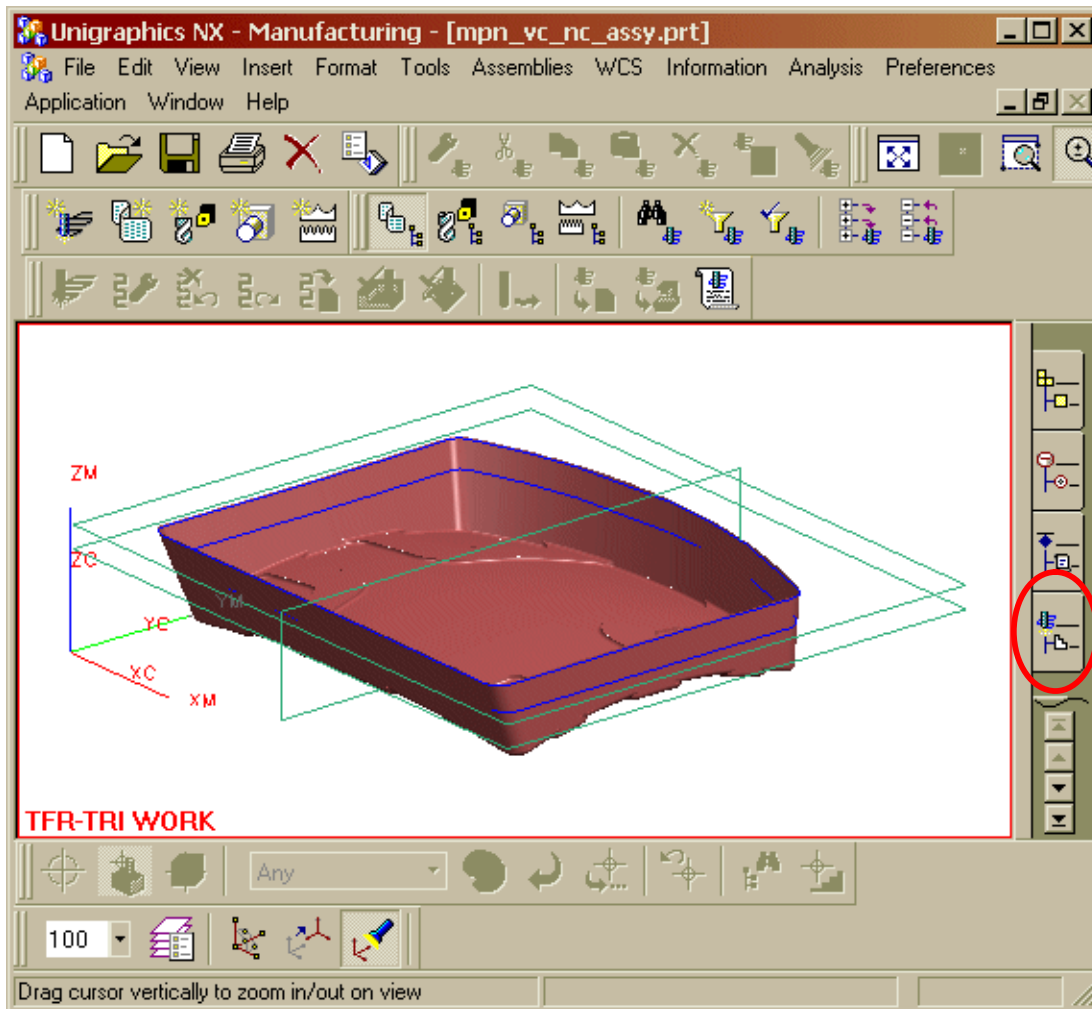 Unigraphics NX - Manufacturing - [mpn_vc_nc_assy.prt]
File Edit View Insert Format Tools Assemblies WCS Information Analysis Preferences
Application Window Help
ZM
ZC
YM
YC
XC
XM
TFR-TRI WORK
Any
100
Drag cursor vertically to zoom in/out on view